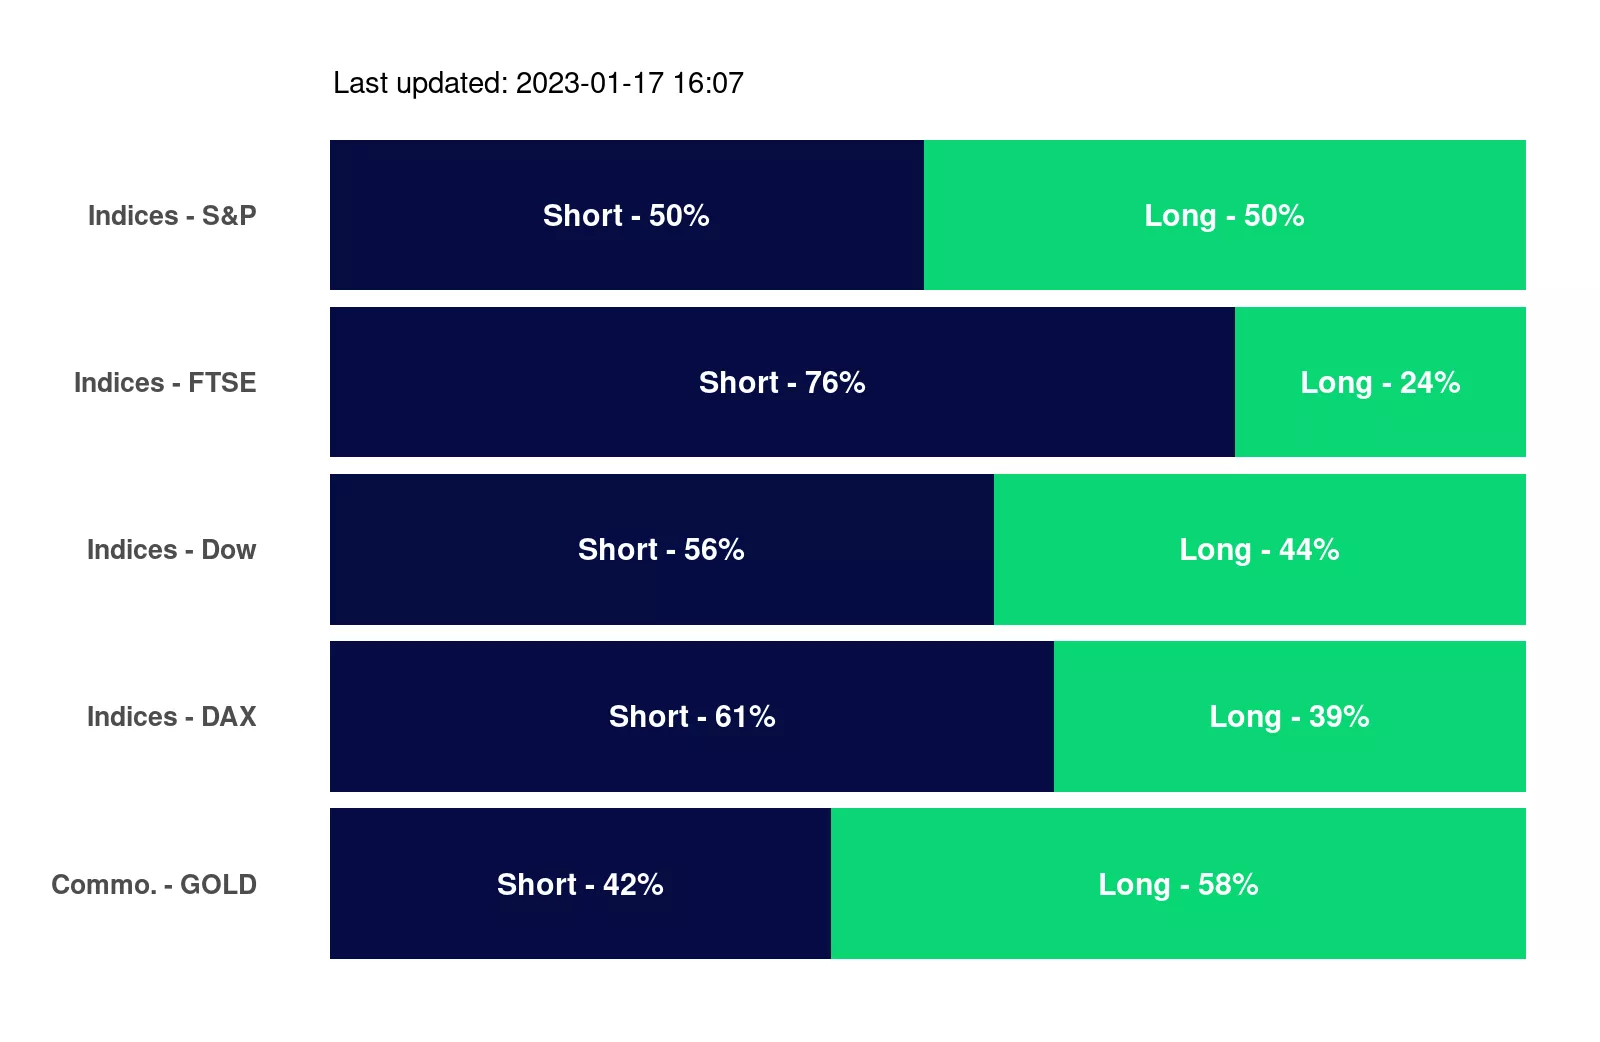 Last updated: 2023-01-17 16:07
Indices - S&P Short - 50% Long - 50%
Indices - FTSE Short - 76% Long - 24%
Indices - Dow Short - 56% Long - 44%
Indices - DAX Short - 61% Long - 39%
Commo. - GOLD Short - 42% Long - 58%